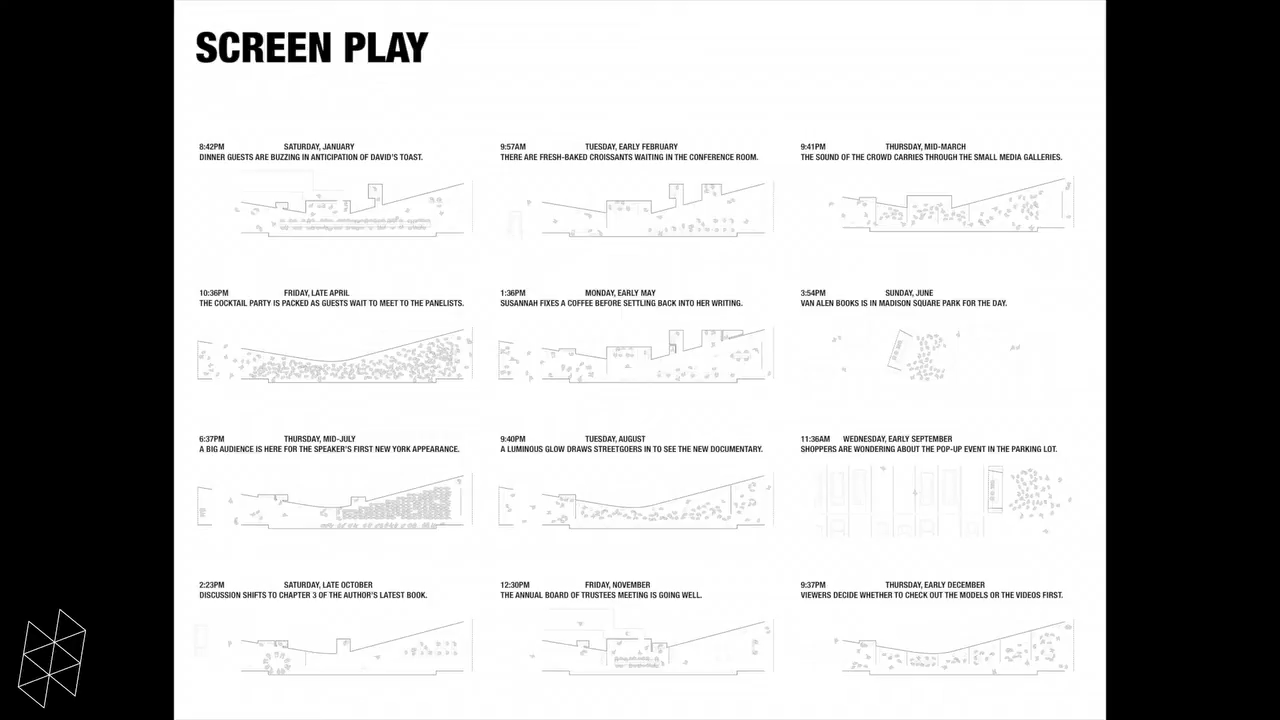 SCREEN PLAY
8:42PM SATURDAY, JANUARY
DINNER GUESTS ARE BUZZING IN ANTICIPATION OF DAVID'S TOAST.
9:57AM TUESDAY, EARLY FEBRUARY
THERE ARE FRESH-BAKED CROISSANTS WAITING IN THE CONFERENCE ROOM.
9:41PM THURSDAY, MID-MARCH
THE SOUND OF THE CROWD CARRIES THROUGH THE SMALL MEDIA GALLERIES.
10:36PM FRIDAY, LATE APRIL
THE COCKTAIL PARTY IS PACKED AS GUESTS WAIT TO MEET TO THE PANELISTS.
1:36PM MONDAY, EARLY MAY
SUSANNAH FIXES A COFFEE BEFORE SETTLING BACK INTO HER WRITING.
3:54PM SUNDAY, JUNE
VAN ALEN BOOKS IS IN MADISON SQUARE PARK FOR THE DAY.
6:37PM THURSDAY, MID-JULY
A BIG AUDIENCE IS HERE FOR THE SPEAKER'S FIRST NEW YORK APPEARANCE.
9:40PM TUESDAY, AUGUST
A LUMINOUS GLOW DRAWS STREETGOERS IN TO SEE THE NEW DOCUMENTARY.
11:36AM WEDNESDAY, EARLY SEPTEMBER
SHOPPERS ARE WONDERING ABOUT THE POP-UP EVENT IN THE PARKING LOT.
2:23PM SATURDAY, LATE OCTOBER
DISCUSSION SHIFTS TO CHAPTER 3 OF THE AUTHOR'S LATEST BOOK.
12:30PM FRIDAY, NOVEMBER
THE ANNUAL BOARD OF TRUSTEES MEETING IS GOING WELL.
9:37PM THURSDAY, EARLY DECEMBER
VIEWERS DECIDE WHETHER TO CHECK OUT THE MODELS OR THE VIDEOS FIRST.